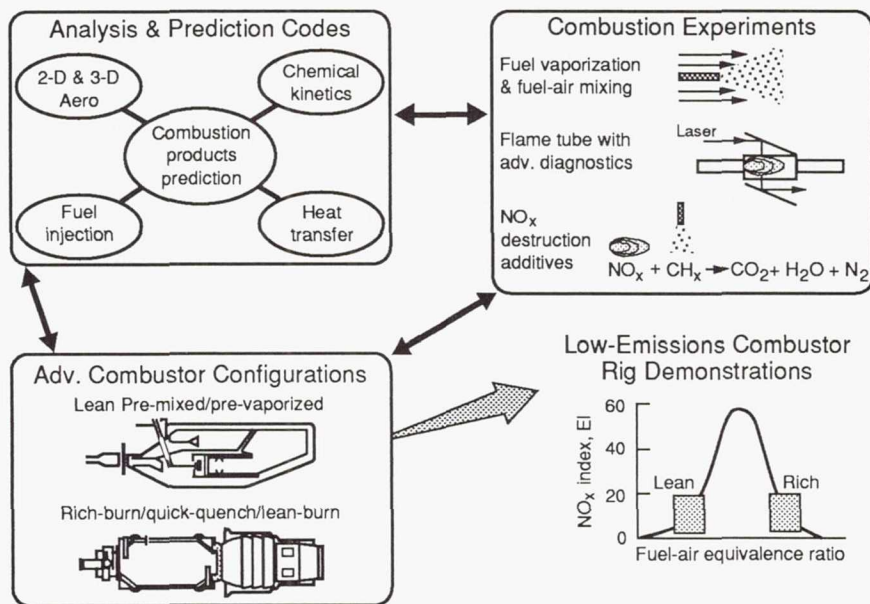 Analysis & Prediction Codes
2-D & 3-D
Aero
Chemical
kinetics
Combustion
products
prediction
Fuel
injection
Heat
transfer
Combustion Experiments
Fuel vaporization
& fuel-air mixing
Flame tube with
adv. diagnostics
Laser
NOₓ
destruction
additives
NOₓ + CHₓ → CO₂ + H₂O + N₂
Adv. Combustor Configurations
Lean Pre-mixed/pre-vaporized
Rich-burn/quick-quench/lean-burn
Low-Emissions Combustor
Rig Demonstrations
NOₓ index, EI
60
40
20
0
Lean
Rich
Fuel-air equivalence ratio